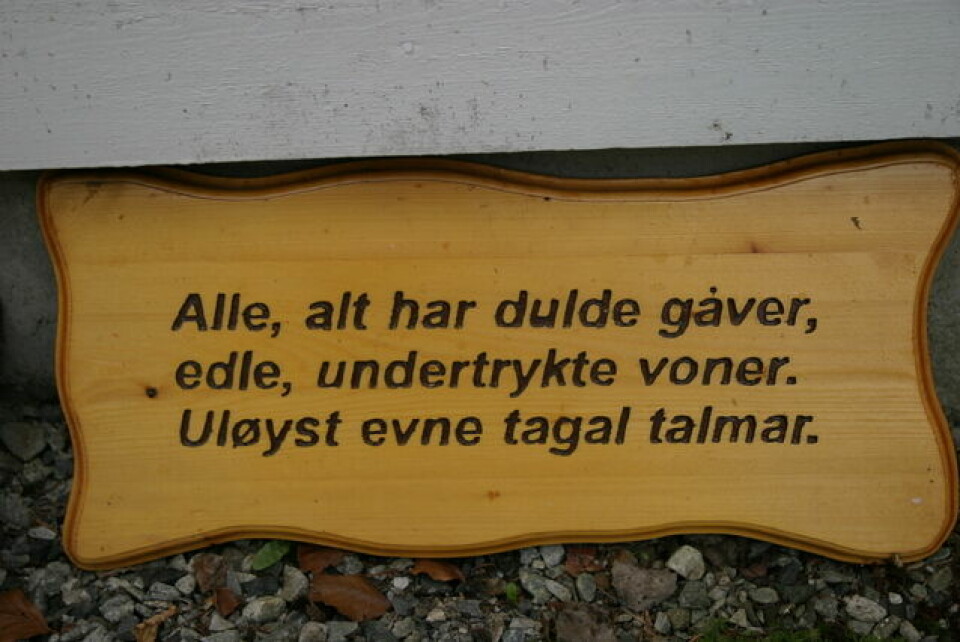 Alle, alt har dulde gåver,
edle, undertrykte voner.
Uløyst evne tagal talmar.